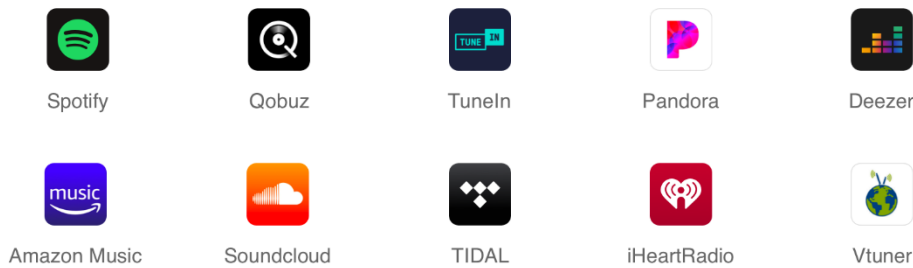 TUNE IN
Spotify Qobuz TuneIn Pandora Deezer
music
Amazon Music Soundcloud TIDAL iHeartRadio Vtuner